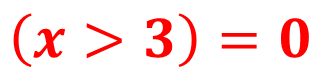 (x > 3) = 0